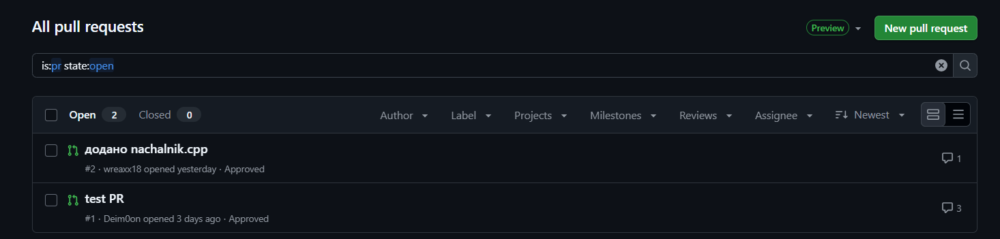 All pull requests
Preview
New pull request
is:pr state:open
Open 2 Closed 0 Author Label Projects Milestones Reviews Assignee Newest
додано nachalnik.cpp
#2 · wreaxx18 opened yesterday · Approved
1
test PR
#1 · Deim0on opened 3 days ago · Approved
3